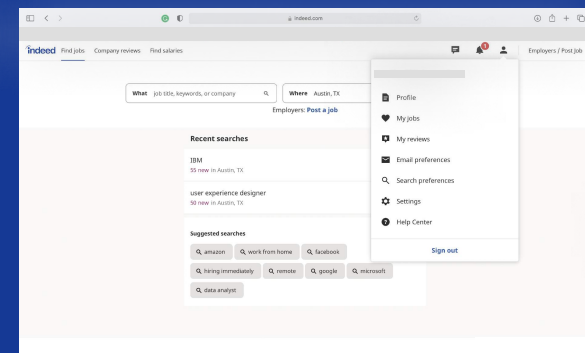 indeed.com
indeed Find jobs Company reviews Find salaries 1 Employers / Post Job
What job title, keywords, or company Where Austin, TX
Employers: Post a job
Recent searches
IBM
55 new in Austin, TX
user experience designer
50 new in Austin, TX
Suggested searches
amazon work from home facebook
hiring immediately remote google microsoft
data analyst
Profile
My jobs
My reviews
Email preferences
Search preferences
Settings
Help Center
Sign out